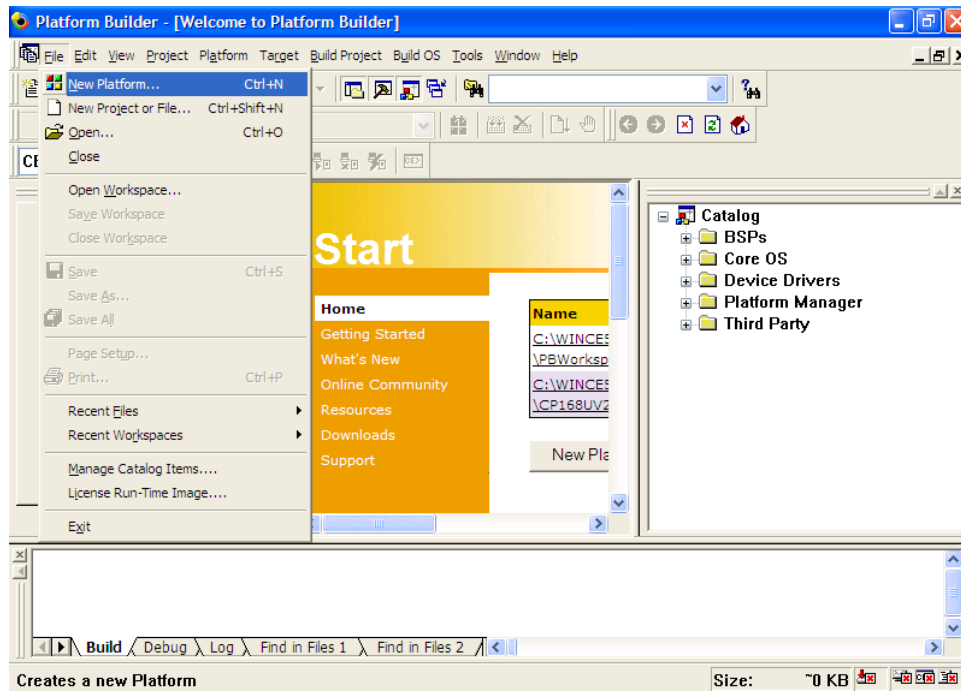 Platform Builder - [Welcome to Platform Builder]
File Edit View Project Platform Target Build Project Build OS Tools Window Help
New Platform... Ctrl+N
New Project or File... Ctrl+Shift+N
Open... Ctrl+O
Close
Open Workspace...
Save Workspace
Close Workspace
Save Ctrl+S
Save As...
Save All
Page Setup...
Print... Ctrl+P
Recent Files
Recent Workspaces
Manage Catalog Items....
License Run-Time Image....
Exit
Start
Home
Getting Started
What's New
Online Community
Resources
Downloads
Support
Name
C:\WINCE5
\PBWorksp
C:\WINCE5
\CP168UV2
New Pla
Catalog
BSPs
Core OS
Device Drivers
Platform Manager
Third Party
Build Debug Log Find in Files 1 Find in Files 2
Creates a new Platform
Size: ~0 KB